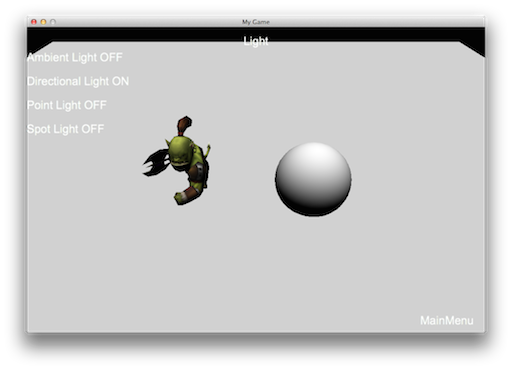 My Game
Light
Ambient Light OFF
Directional Light ON
Point Light OFF
Spot Light OFF
MainMenu